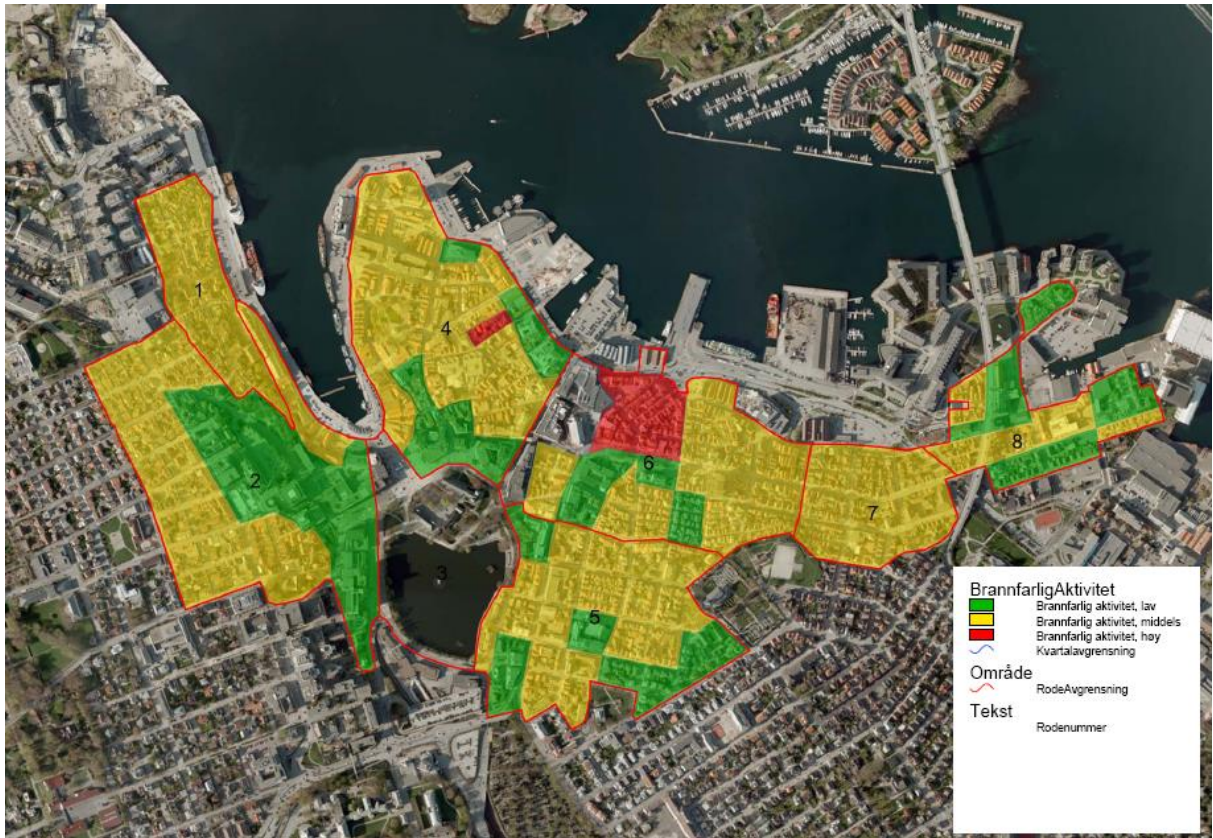 1
4
2
6
8
7
3
5
BrannfarligAktivitet
Brannfarlig aktivitet, lav
Brannfarlig aktivitet, middels
Brannfarlig aktivitet, høy
Kvartalavgrensning
Område
RodeAvgrensning
Tekst
Rodenummer